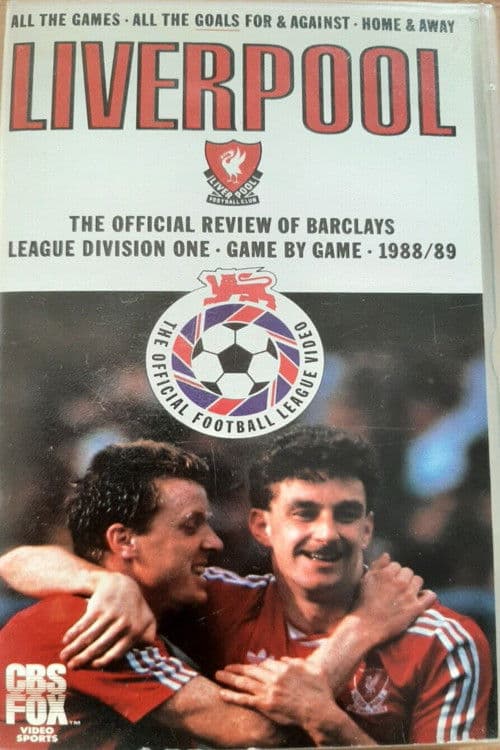 ALL THE GAMES · ALL THE GOALS FOR & AGAINST · HOME & AWAY
LIVERPOOL
LIVERPOOL
FOOTBALL CLUB
THE OFFICIAL REVIEW OF BARCLAYS
LEAGUE DIVISION ONE · GAME BY GAME · 1988/89
THE OFFICIAL FOOTBALL LEAGUE VIDEO
CBS
FOX™
VIDEO
SPORTS